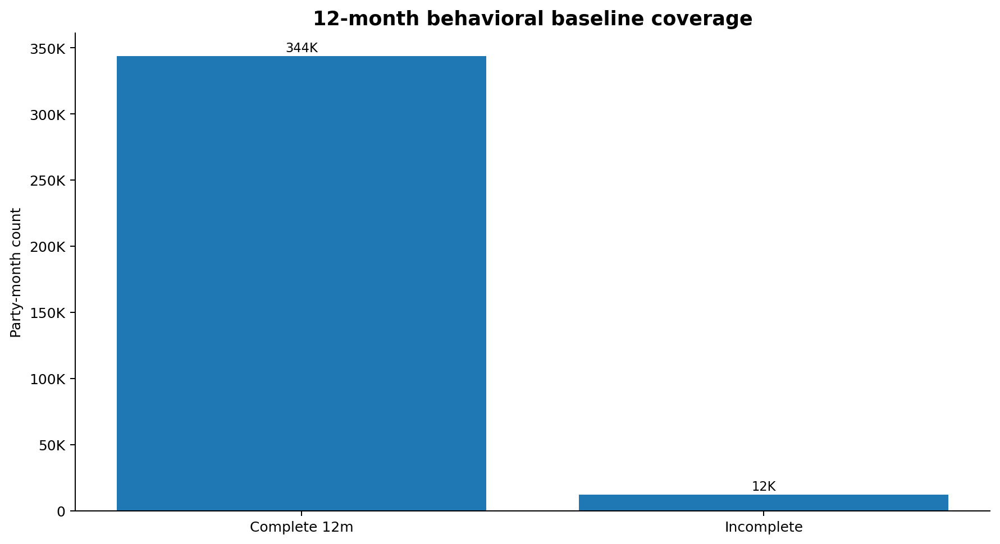 12-month behavioral baseline coverage
Party-month count
350K
300K
250K
200K
150K
100K
50K
0
344K
12K
Complete 12m
Incomplete